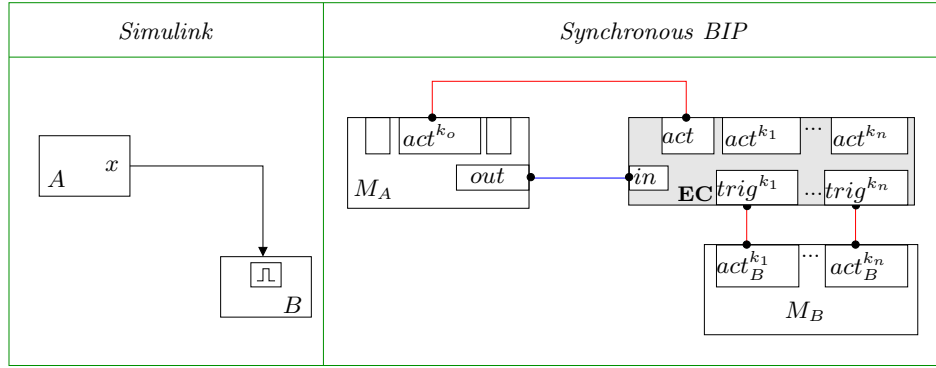 Simulink
Synchronous BIP
A x
B
act^{k_o}
out
M_A
act act^{k_1} ... act^{k_n}
in
EC trig^{k_1} ... trig^{k_n}
act_B^{k_1} ... act_B^{k_n}
M_B